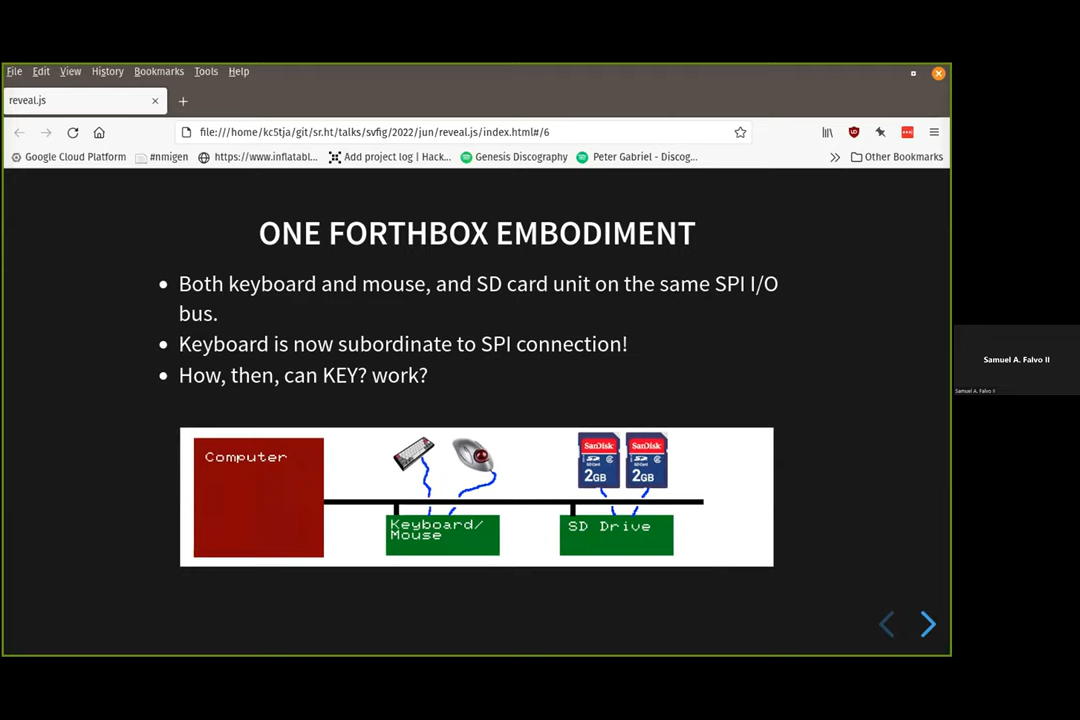 File Edit View History Bookmarks Tools Help
reveal.js
file:///home/kc5tja/git/sr.ht/talks/svfig/2022/jun/reveal.js/index.html#/6
Google Cloud Platform #nmigen https://www.inflatabl... Add project log | Hack... Genesis Discography Peter Gabriel - Discog... Other Bookmarks
ONE FORTHBOX EMBODIMENT
Both keyboard and mouse, and SD card unit on the same SPI I/O
bus.
Keyboard is now subordinate to SPI connection!
How, then, can KEY? work?
Computer
SanDisk
2GB
SanDisk
2GB
Keyboard/
Mouse
SD Drive
Samuel A. Falvo II
Samuel A. Falvo II